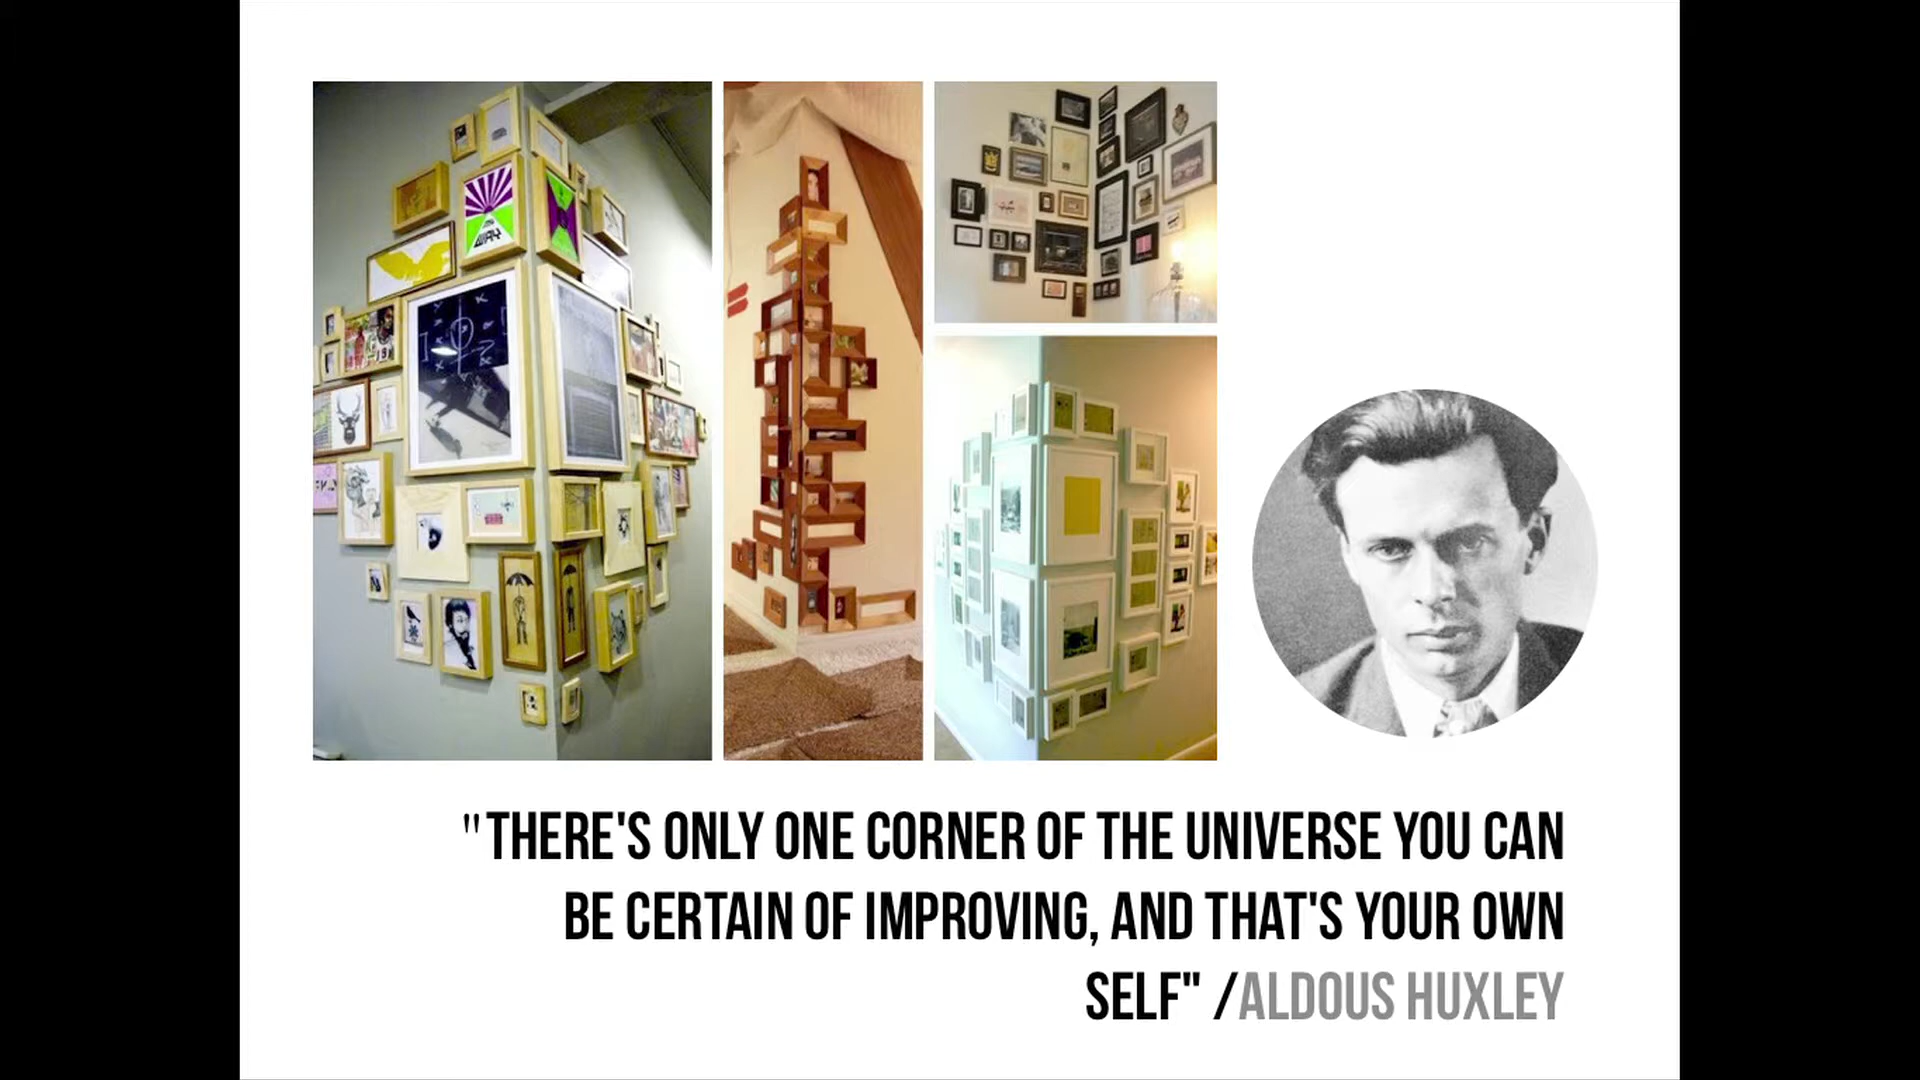 WAY
"THERE'S ONLY ONE CORNER OF THE UNIVERSE YOU CAN
BE CERTAIN OF IMPROVING, AND THAT'S YOUR OWN
SELF" /ALDOUS HUXLEY